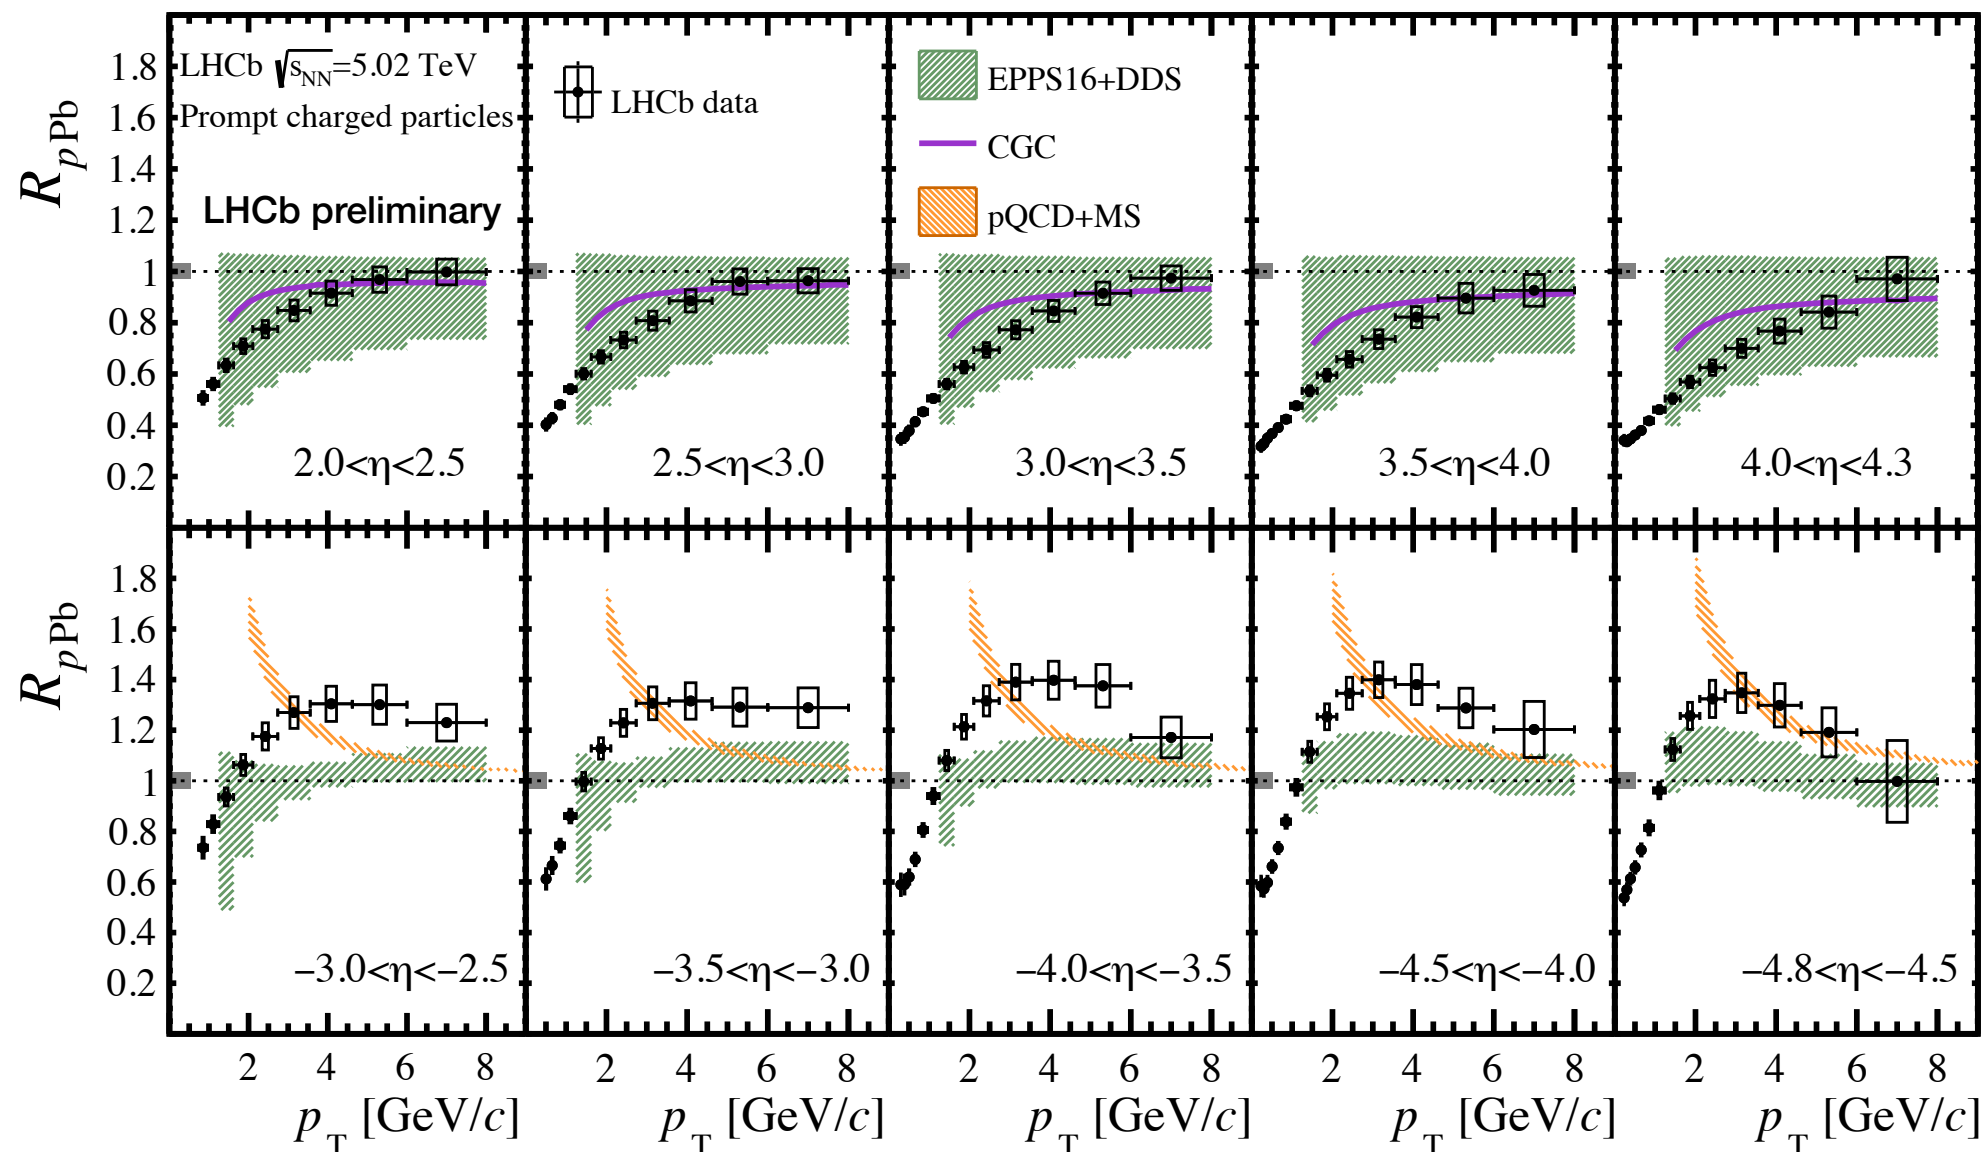 LHCb √sNN=5.02 TeV
Prompt charged particles
LHCb preliminary
LHCb data
EPPS16+DDS
CGC
pQCD+MS
RpPb
1.8
1.6
1.4
1.2
1
0.8
0.6
0.4
0.2
2.0<η<2.5
2.5<η<3.0
3.0<η<3.5
3.5<η<4.0
4.0<η<4.3
RpPb
1.8
1.6
1.4
1.2
1
0.8
0.6
0.4
0.2
−3.0<η<−2.5
−3.5<η<−3.0
−4.0<η<−3.5
−4.5<η<−4.0
−4.8<η<−4.5
2 4 6 8
2 4 6 8
2 4 6 8
2 4 6 8
2 4 6 8
pT [GeV/c]
pT [GeV/c]
pT [GeV/c]
pT [GeV/c]
pT [GeV/c]